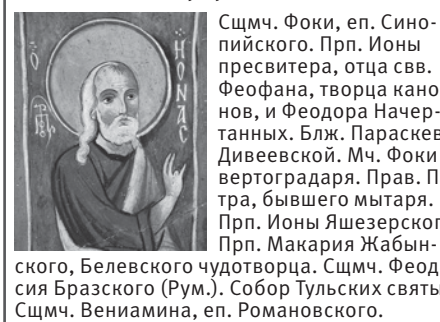 Сщмч. Фоки, еп. Сино-
пийского. Прп. Ионы
пресвитера, отца свв.
Феофана, творца кано
нов, и Феодора Начер-
танных. Блж. Параскев
Дивеевской. Мч. Фоки
вертоградаря. Прав. П
тра, бывшего мытаря.
Прп. Ионы Яшезерског
Прп. Макария Жабын-
ского, Белевского чудотворца. Сщмч. Феод
сия Бразского (Рум.). Собор Тульских святы
Сщмч. Вениамина, еп. Романовского.